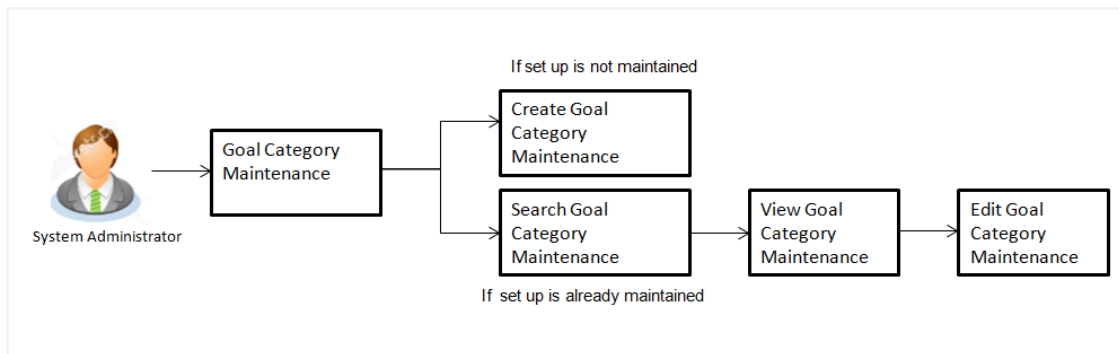 If set up is not maintained
Create Goal
Category
Maintenance
Goal Category
Maintenance
System Administrator
Search Goal
Category
Maintenance
View Goal
Category
Maintenance
Edit Goal
Category
Maintenance
If set up is already maintained